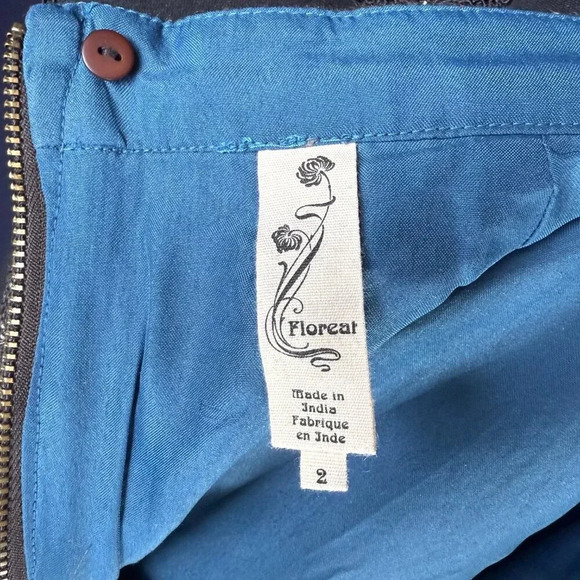 Floreat
Made in
India
Fabrique
en Inde
2